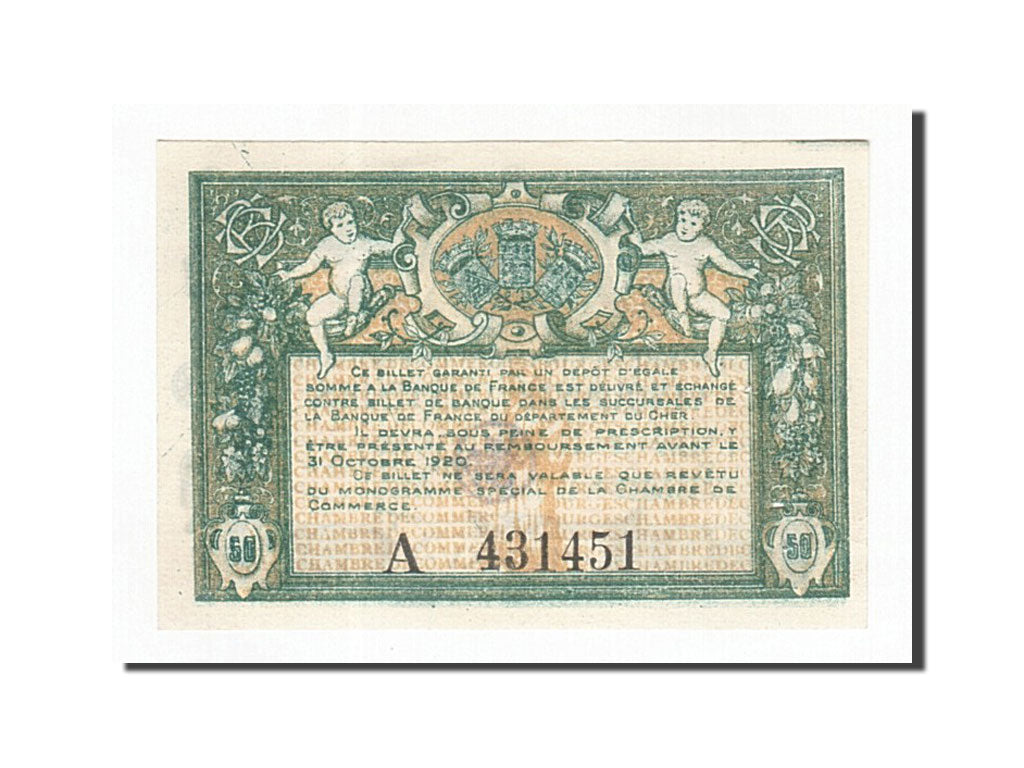 CE BILLET GARANTI PAR UN DÉPÔT D'ÉGALE
SOMME A LA BANQUE DE FRANCE EST DÉLIVRÉ ET ÉCHANGÉ
CONTRE BILLET DE BANQUE DANS LES SUCCURSALES DE
LA BANQUE DE FRANCE DU DÉPARTEMENT DU CHER.
IL DEVRA, SOUS PEINE DE PRESCRIPTION, Y
ÊTRE PRÉSENTÉ AU REMBOURSEMENT AVANT LE
31 OCTOBRE 1920
CE BILLET NE SERA VALABLE QUE REVÊTU
DU MONOGRAMME SPÉCIAL DE LA CHAMBRE DE
COMMERCE.
50
A 431451
50